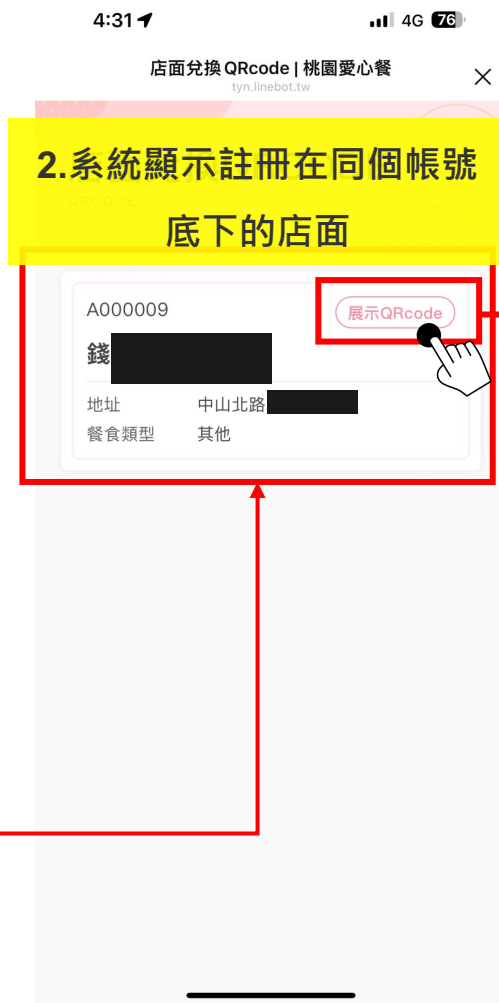 4:31
4G 76
店面兌換QRcode | 桃園愛心餐
tyn.linebot.tw
2.系統顯示註冊在同個帳號
QRCODE
底下的店面
A000009
展示QRcode
錢
地址 中山北路
餐食類型 其他